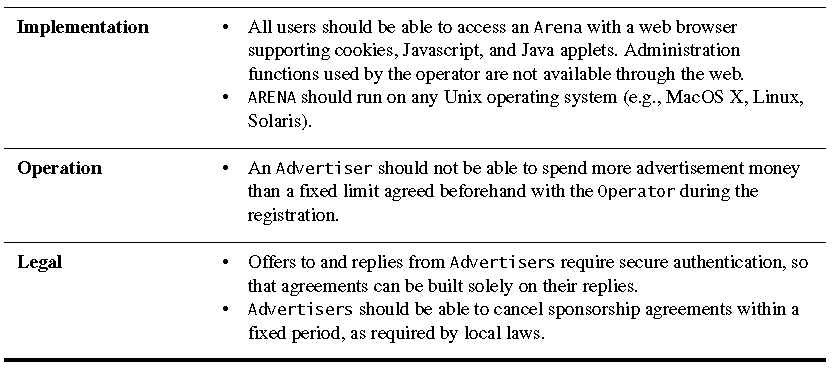 Implementation
• All users should be able to access an Arena with a web browser
supporting cookies, Javascript, and Java applets. Administration
functions used by the operator are not available through the web.
• ARENA should run on any Unix operating system (e.g., MacOS X, Linux,
Solaris).
Operation
• An Advertiser should not be able to spend more advertisement money
than a fixed limit agreed beforehand with the Operator during the
registration.
Legal
• Offers to and replies from Advertisers require secure authentication, so
that agreements can be built solely on their replies.
• Advertisers should be able to cancel sponsorship agreements within a
fixed period, as required by local laws.